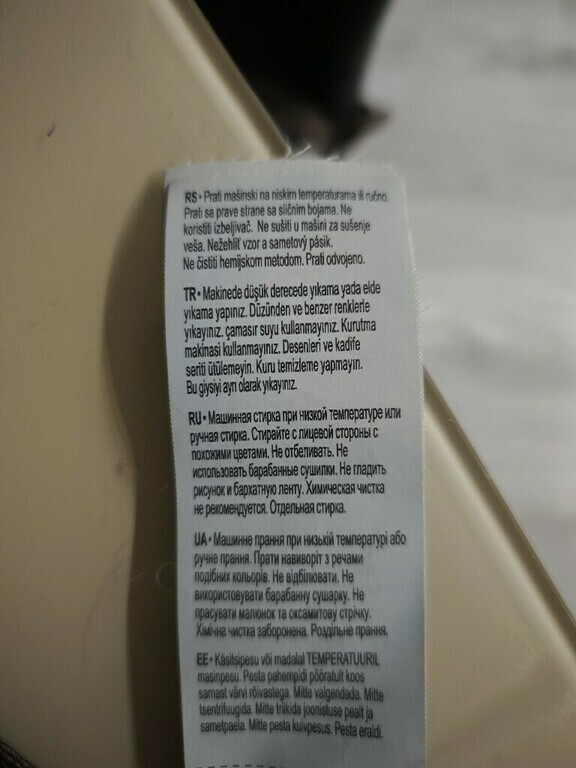 RS • Prati mašinski na niskim temperaturama ili ručno.
Prati sa prave strane sa sličnim bojama. Ne
koristiti izbeljivač. Ne sušiti u mašini za sušenje
veša. Nežehliť vzor a sametový pásik.
Ne čistiti hemijskom metodom. Prati odvojeno.
TR • Makinede düşük derecede yıkama yada elde
yıkama yapınız. Düzünden ve benzer renklerle
yıkayınız. çamasır suyu kullanmayınız. Kurutma
makinasi kullanmayınız. Desenleri ve kadife
seriti ütülemeyin. Kuru temizleme yapmayın.
Bu giysiyi ayrı olarak yıkayınız.
RU • Машинная стирка при низкой температуре или
ручная стирка. Стирайте с лицевой стороны с
похожими цветами. Не отбеливать. Не
использовать барабанные сушилки. Не гладить
рисунок и бархатную ленту. Химическая чистка
не рекомендуется. Отдельная стирка.
UA • Машинне прання при низькій температурі або
ручне прання. Прати навиворіт з речами
подібних кольорів. Не відбілювати. Не
використовувати барабанну сушарку. Не
прасувати малюнок та оксамитову стрічку.
Хімічна чистка заборонена. Роздільне прання.
EE • Käsitsipesu või madalal TEMPERATUURIL
masinpesu. Pesta pahempidi pööratult koos
samast värvi rõivastega. Mitte valgendada. Mitte
tsentrifuugida. Mitte triikida joonistuse pealt ja
sametpaela. Mitte pesta kuivpesus. Pesta eraldi.